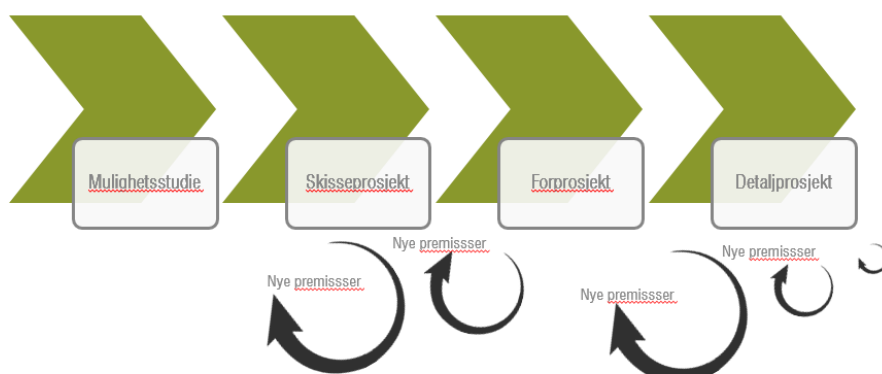 Mulighetsstudie
Skisseprosjekt
Forprosjekt
Detaljprosjekt
Nye premissser
Nye premissser
Nye premissser
Nye premissser